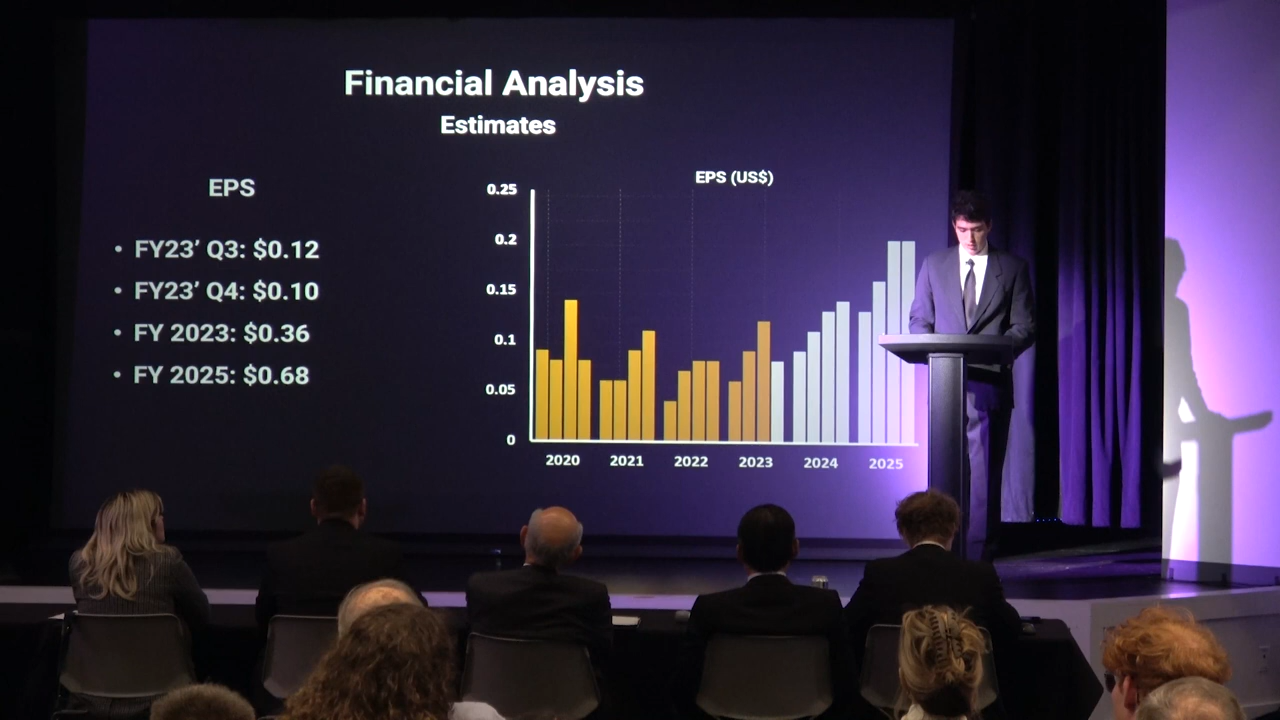 Financial Analysis
Estimates
EPS
• FY23’ Q3: $0.12
• FY23’ Q4: $0.10
• FY 2023: $0.36
• FY 2025: $0.68
EPS (US$)
0.25
0.2
0.15
0.1
0.05
0
2020 2021 2022 2023 2024 2025